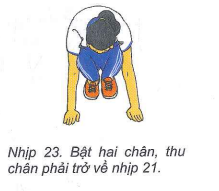 Nhịp 23. Bật hai chân, thu
chân phải trở về nhịp 21.